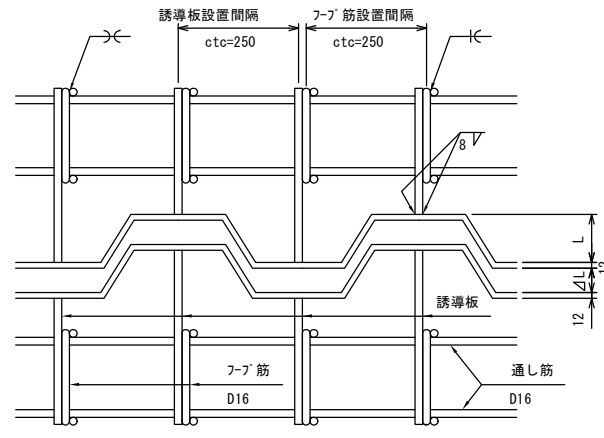 誘導板設置間隔
ctc=250
フープ筋設置間隔
ctc=250
8
L
12
⊿L
12
誘導板
フープ筋
D16
通し筋
D16